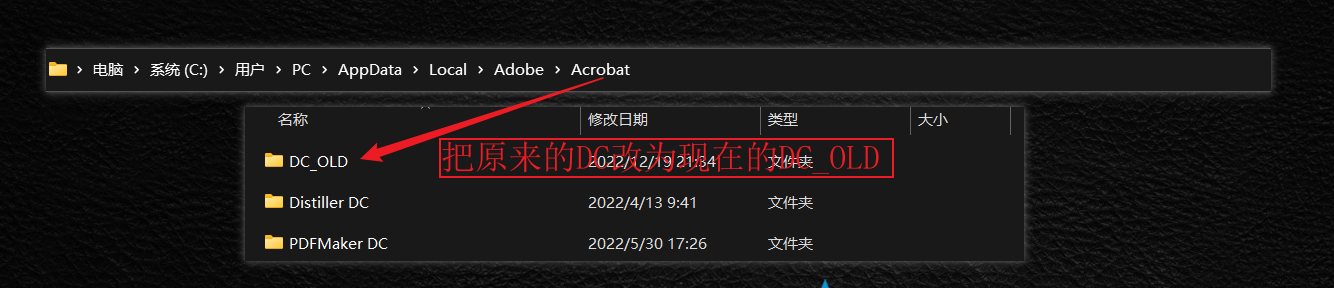 电脑 › 系统 (C:) › 用户 › PC › AppData › Local › Adobe › Acrobat
名称 修改日期 类型 大小
DC_OLD 2022/12/19 21:34 文件夹
把原来的DC改为现在的DC_OLD
Distiller DC 2022/4/13 9:41 文件夹
PDFMaker DC 2022/5/30 17:26 文件夹